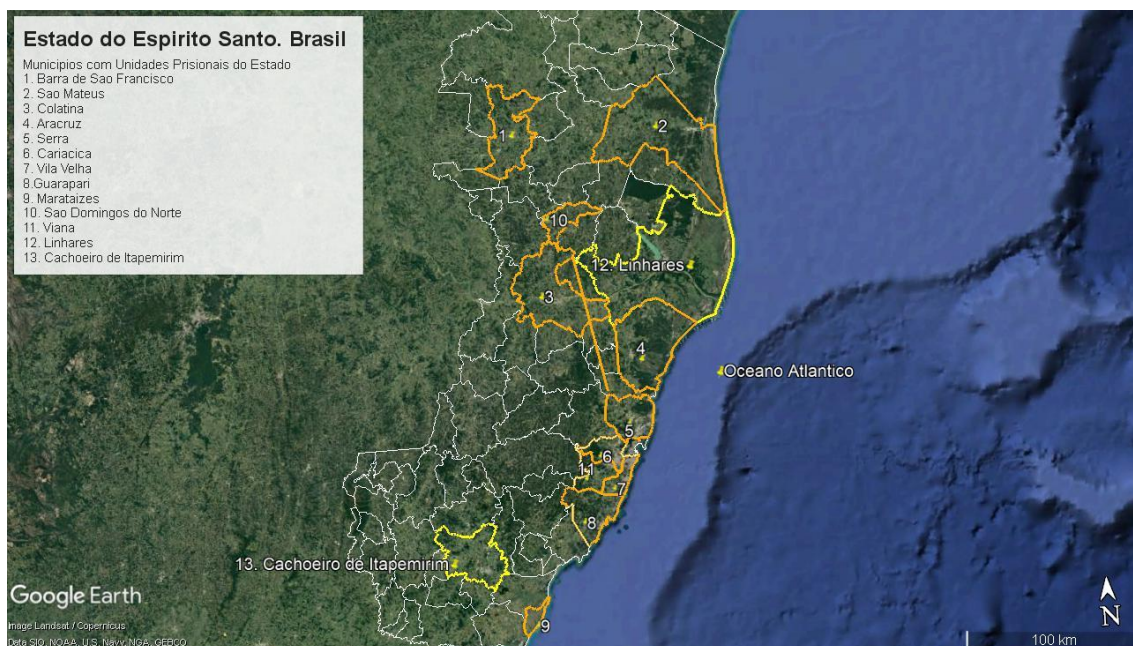 Estado do Espirito Santo. Brasil
Municipios com Unidades Prisionais do Estado
1. Barra de Sao Francisco
2. Sao Mateus
3. Colatina
4. Aracruz
5. Serra
6. Cariacica
7. Vila Velha
8.Guarapari
9. Marataizes
10. Sao Domingos do Norte
11. Viana
12. Linhares
13. Cachoeiro de Itapemirim
1
2
10
12. Linhares
3
4
Oceano Atlantico
5
6
11
7
8
13. Cachoeiro de Itapemirim
9
Google Earth
Image Landsat / Copernicus
Data SIO, NOAA, U.S. Navy, NGA, GEBCO
N
100 km